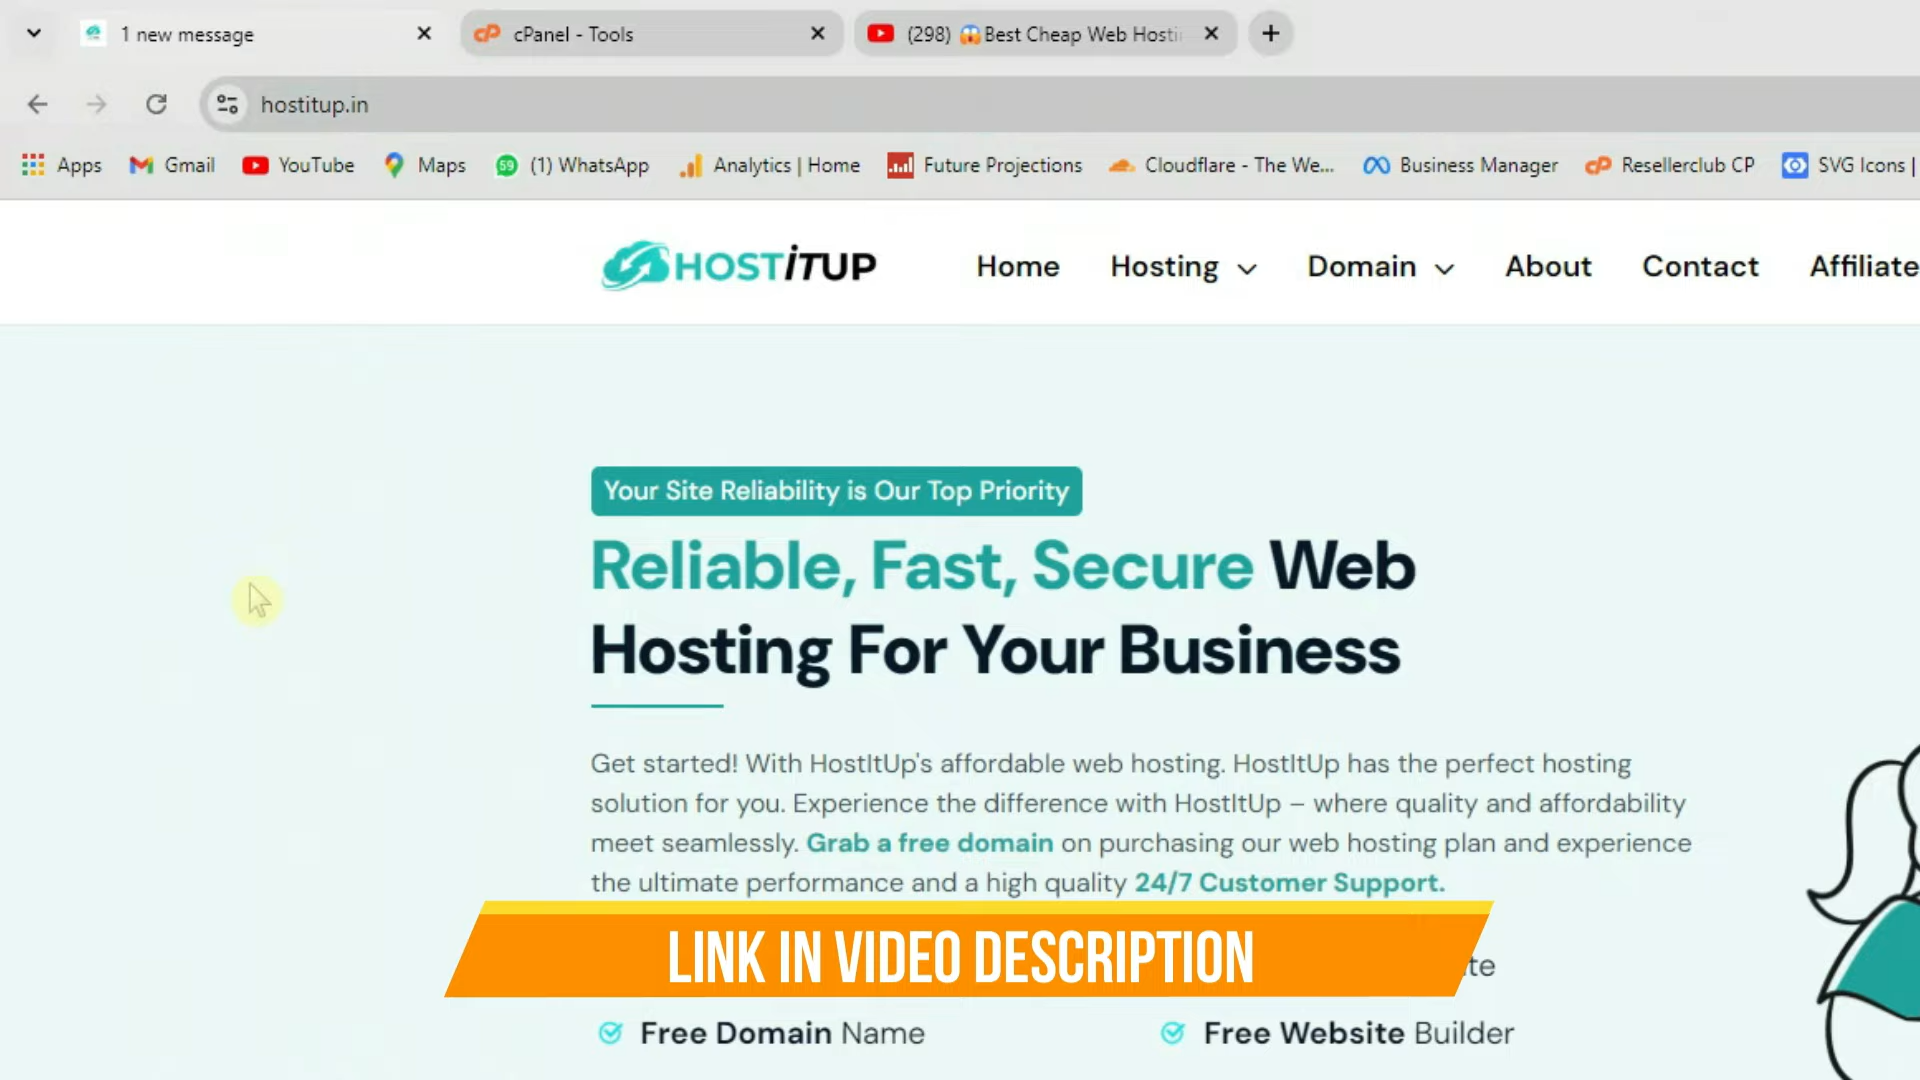 1 new message
cPanel - Tools
(298) 😱Best Cheap Web Hosti
hostitup.in
Apps
Gmail
YouTube
Maps
59
(1) WhatsApp
Analytics | Home
Future Projections
Cloudflare - The We...
Business Manager
Resellerclub CP
SVG Icons |
HOSTITUP
Home
Hosting
Domain
About
Contact
Affiliate
Your Site Reliability is Our Top Priority
Reliable, Fast, Secure Web
Hosting For Your Business
Get started! With HostItUp's affordable web hosting. HostItUp has the perfect hosting
solution for you. Experience the difference with HostItUp – where quality and affordability
meet seamlessly. Grab a free domain on purchasing our web hosting plan and experience
the ultimate performance and a high quality 24/7 Customer Support.
LINK IN VIDEO DESCRIPTION
Free Domain Name
Free Website Builder